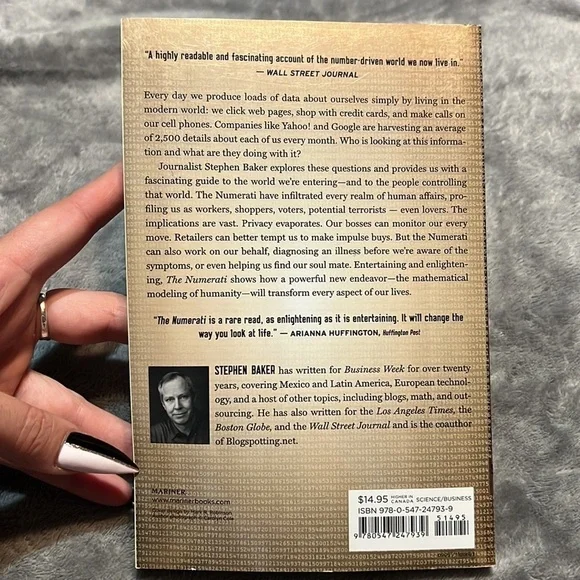 "A highly readable and fascinating account of the number-driven world we now live in."
— WALL STREET JOURNAL
Every day we produce loads of data about ourselves simply by living in the
modern world: we click web pages, shop with credit cards, and make calls on
our cell phones. Companies like Yahoo! and Google are harvesting an average
of 2,500 details about each of us every month. Who is looking at this informa-
tion and what are they doing with it?
Journalist Stephen Baker explores these questions and provides us with a
fascinating guide to the world we're entering—and to the people controlling
that world. The Numerati have infiltrated every realm of human affairs, pro-
filing us as workers, shoppers, voters, potential terrorists — even lovers. The
implications are vast. Privacy evaporates. Our bosses can monitor our every
move. Retailers can better tempt us to make impulse buys. But the Numerati
can also work on our behalf, diagnosing an illness before we're aware of the
symptoms, or even helping us find our soul mate. Entertaining and enlighten-
ing, The Numerati shows how a powerful new endeavor—the mathematical
modeling of humanity—will transform every aspect of our lives.
"The Numerati is a rare read, as enlightening as it is entertaining. It will change the
way you look at life." — ARIANNA HUFFINGTON, Huffington Post
STEPHEN BAKER has written for Business Week for over twenty
years, covering Mexico and Latin America, European technol-
ogy, and a host of other topics, including blogs, math, and out-
sourcing. He has also written for the Los Angeles Times, the
Boston Globe, and the Wall Street Journal and is the coauthor
of Blogspotting.net.
MARINER
www.marinerbooks.com
$14.95 HIGHER IN CANADA SCIENCE/BUSINESS
ISBN 978-0-547-24793-9
51495
9 780547 247939